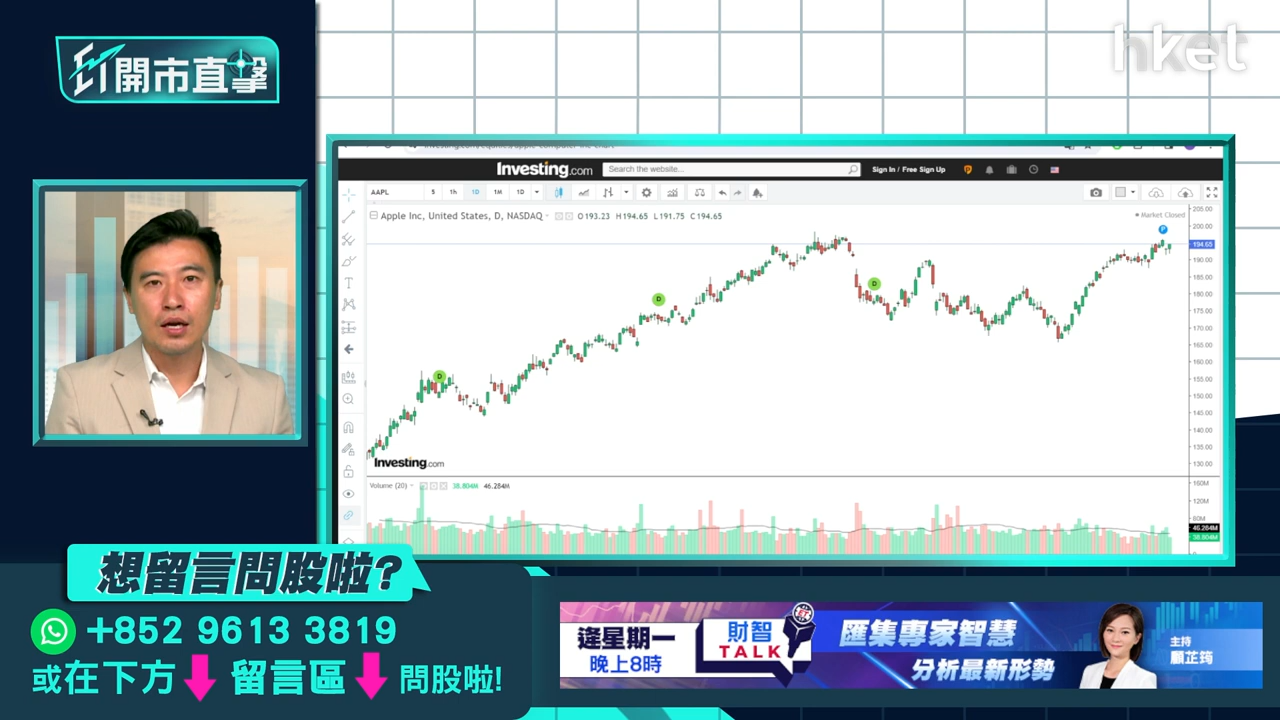 ET開市直擊
hket
Investing.com
Search the website...
Sign In / Free Sign Up
AAPL
5 1h 1D 1M 1D
Apple Inc, United States, D, NASDAQ
O 193.23 H 194.65 L 191.75 C 194.65
Market Closed
205.00
200.00
194.65
190.00
185.00
180.00
175.00
170.00
165.00
160.00
155.00
150.00
145.00
140.00
135.00
130.00
P
D
D
D
Investing.com
Volume (20)
38.804M 46.284M
160M
120M
80M
46.284M
38.804M
0
想留言問股啦?
+852 9613 3819
或在下方 留言區 問股啦!
逢星期一
晚上8時
財智
TALK
匯集專家智慧
分析最新形勢
主持
顧芷筠